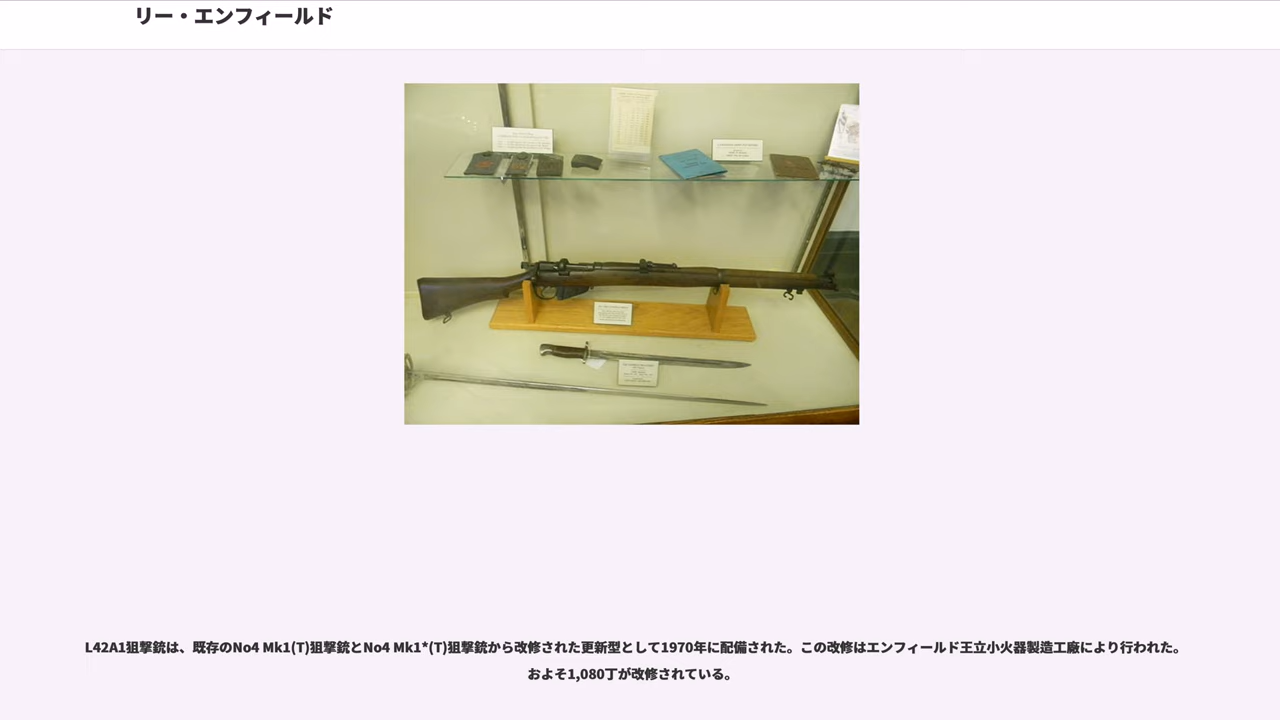 リー・エンフィールド
L42A1狙撃銃は、既存のNo4 Mk1(T)狙撃銃とNo4 Mk1*(T)狙撃銃から改修された更新型として1970年に配備された。この改修はエンフィールド王立小火器製造工廠により行われた。
およそ1,080丁が改修されている。